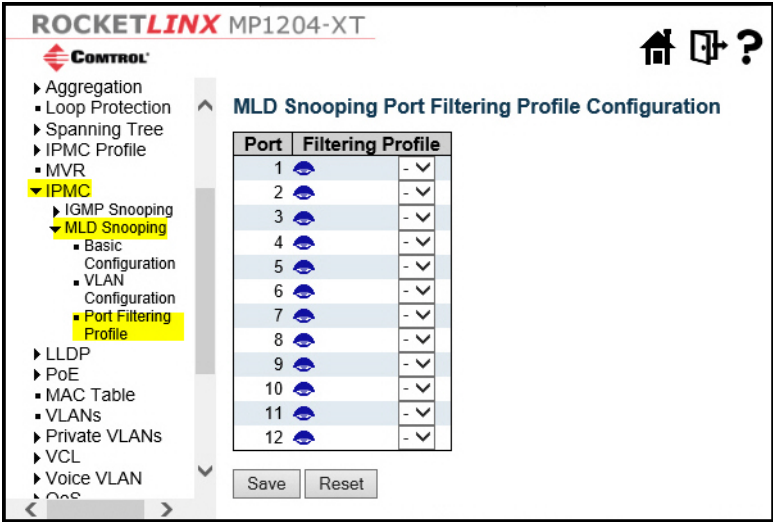 ROCKETLINX MP1204-XT
COMTROL
?
Aggregation
Loop Protection
Spanning Tree
IPMC Profile
MVR
IPMC
IGMP Snooping
MLD Snooping
Basic
Configuration
VLAN
Configuration
Port Filtering
Profile
LLDP
PoE
MAC Table
VLANs
Private VLANs
VCL
Voice VLAN
QoS
MLD Snooping Port Filtering Profile Configuration
Port Filtering Profile
1 -
2 -
3 -
4 -
5 -
6 -
7 -
8 -
9 -
10 -
11 -
12 -
Save Reset